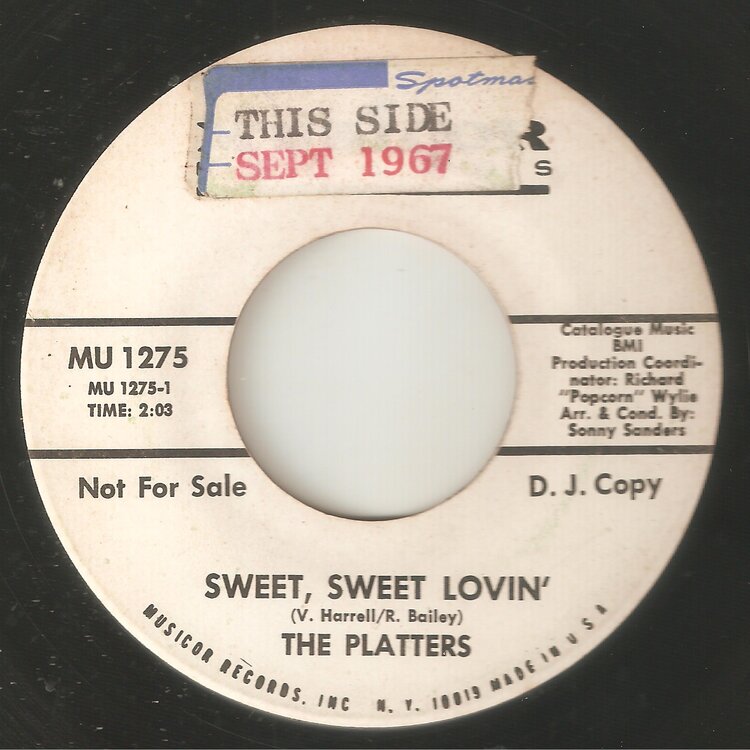 Spotma
THIS SIDE
R
SEPT 1967
S
MU 1275
MU 1275-1
TIME: 2:03
Catalogue Music
BMI
Production Coordi-
nator: Richard
"Popcorn" Wylie
Arr. & Cond. By:
Sonny Sanders
Not For Sale
D. J. Copy
SWEET, SWEET LOVIN'
(V. Harrell/R. Bailey)
THE PLATTERS
MUSICOR RECORDS, INC N. Y. 10019 MADE IN U S A